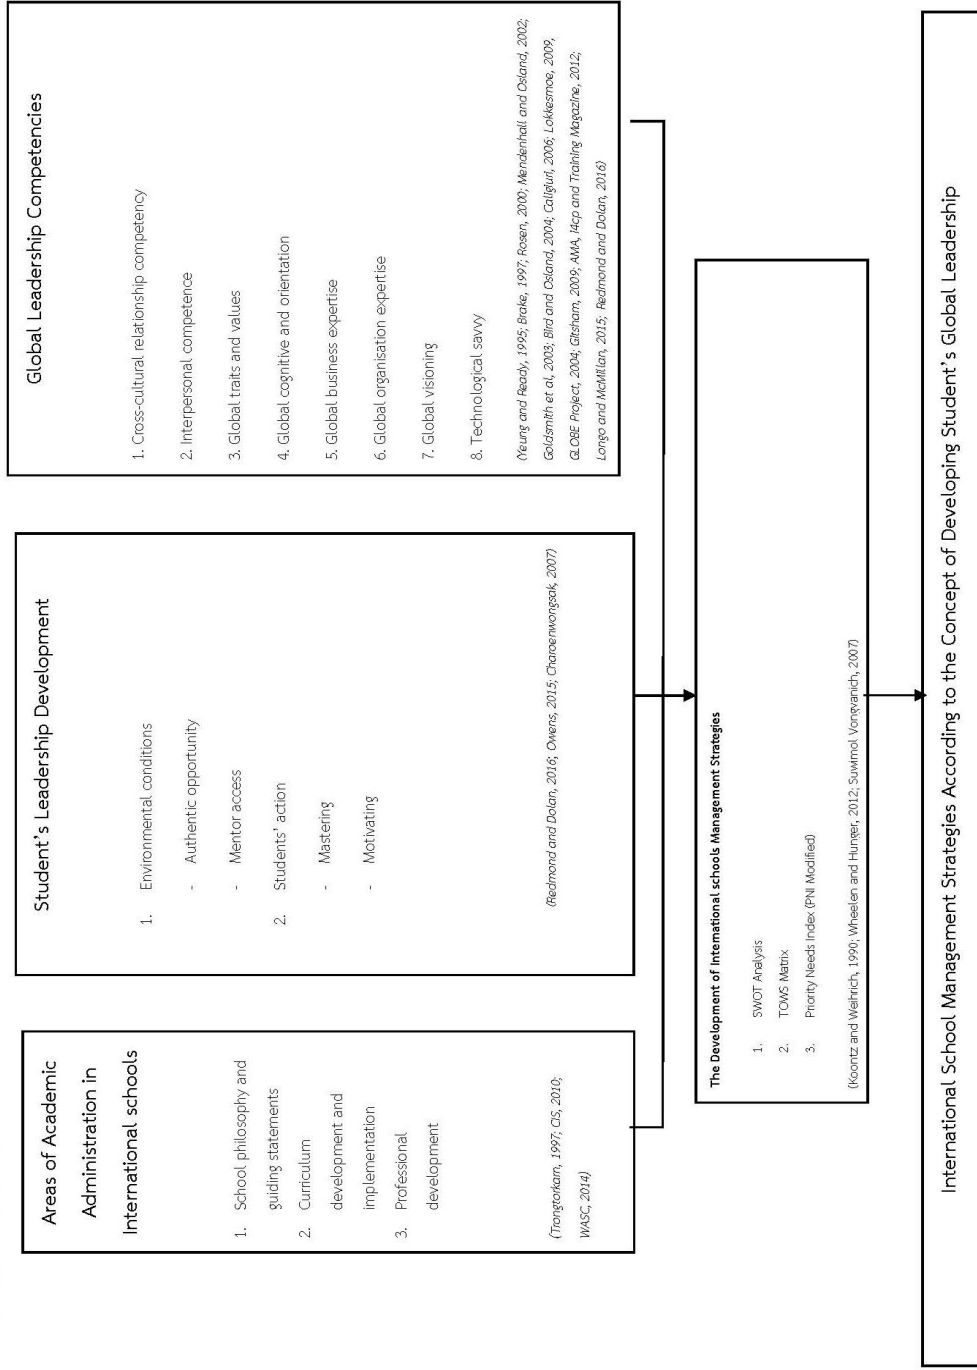 Areas of Academic
Administration in
International schools
1. School philosophy and
guiding statements
2. Curriculum
development and
implementation
3. Professional
development
(Trongtorkarn, 1997; CIS, 2010;
WASC, 2014)
Student's Leadership Development
1. Environmental conditions
- Authentic opportunity
- Mentor access
2. Students' action
- Mastering
- Motivating
(Redmond and Dolan, 2016; Owens, 2015; Charoenwongsak, 2007)
Global Leadership Competencies
1. Cross-cultural relationship competency
2. Interpersonal competence
3. Global traits and values
4. Global cognitive and orientation
5. Global business expertise
6. Global organisation expertise
7. Global visioning
8. Technological savvy
(Yeung and Ready, 1995; Brake, 1997; Rosen, 2000; Mendenhall and Osland, 2002;
Goldsmith et al, 2003; Bird and Osland, 2004; Caligiuri, 2006; Lokkesmoe, 2009,
GLOBE Project, 2004; Gitsham, 2009; AMA, i4cp and Training Magazine, 2012;
Longo and McMillan, 2015; Redmond and Dolan, 2016)
The Development of International schools Management Strategies
1. SWOT Analysis
2. TOWS Matrix
3. Priority Needs Index (PNI Modified)
(Koontz and Weihrich, 1990; Wheelen and Hunger, 2012; Suwimol Vongvanich, 2007)
International School Management Strategies According to the Concept of Developing Student's Global Leadership